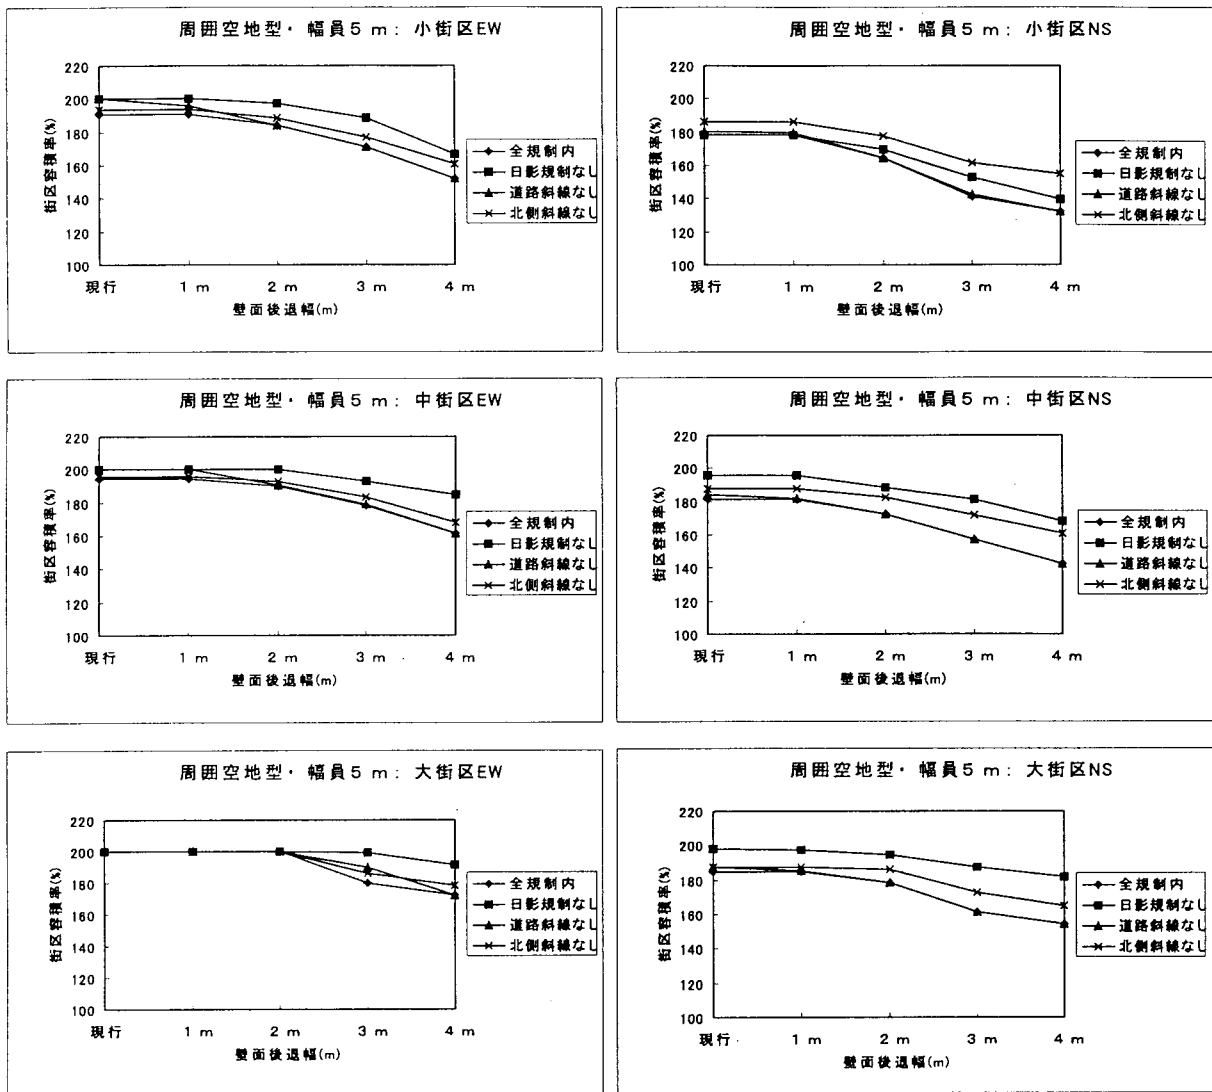 周囲空地型・幅員5m:小街区EW
街区容積率(%)
220
200
180
160
140
120
100
現行 1m 2m 3m 4m
壁面後退幅(m)
全規制内
日影規制なし
道路斜線なし
北側斜線なし
周囲空地型・幅員5m:小街区NS
街区容積率(%)
220
200
180
160
140
120
100
現行 1m 2m 3m 4m
壁面後退幅(m)
全規制内
日影規制なし
道路斜線なし
北側斜線なし
周囲空地型・幅員5m:中街区EW
街区容積率(%)
220
200
180
160
140
120
100
現行 1m 2m 3m 4m
壁面後退幅(m)
全規制内
日影規制なし
道路斜線なし
北側斜線なし
周囲空地型・幅員5m:中街区NS
街区容積率(%)
220
200
180
160
140
120
100
現行 1m 2m 3m 4m
壁面後退幅(m)
全規制内
日影規制なし
道路斜線なし
北側斜線なし
周囲空地型・幅員5m:大街区EW
街区容積率(%)
220
200
180
160
140
120
100
現行 1m 2m 3m 4m
壁面後退幅(m)
全規制内
日影規制なし
道路斜線なし
北側斜線なし
周囲空地型・幅員5m:大街区NS
街区容積率(%)
220
200
180
160
140
120
100
現行 1m 2m 3m 4m
壁面後退幅(m)
全規制内
日影規制なし
道路斜線なし
北側斜線なし